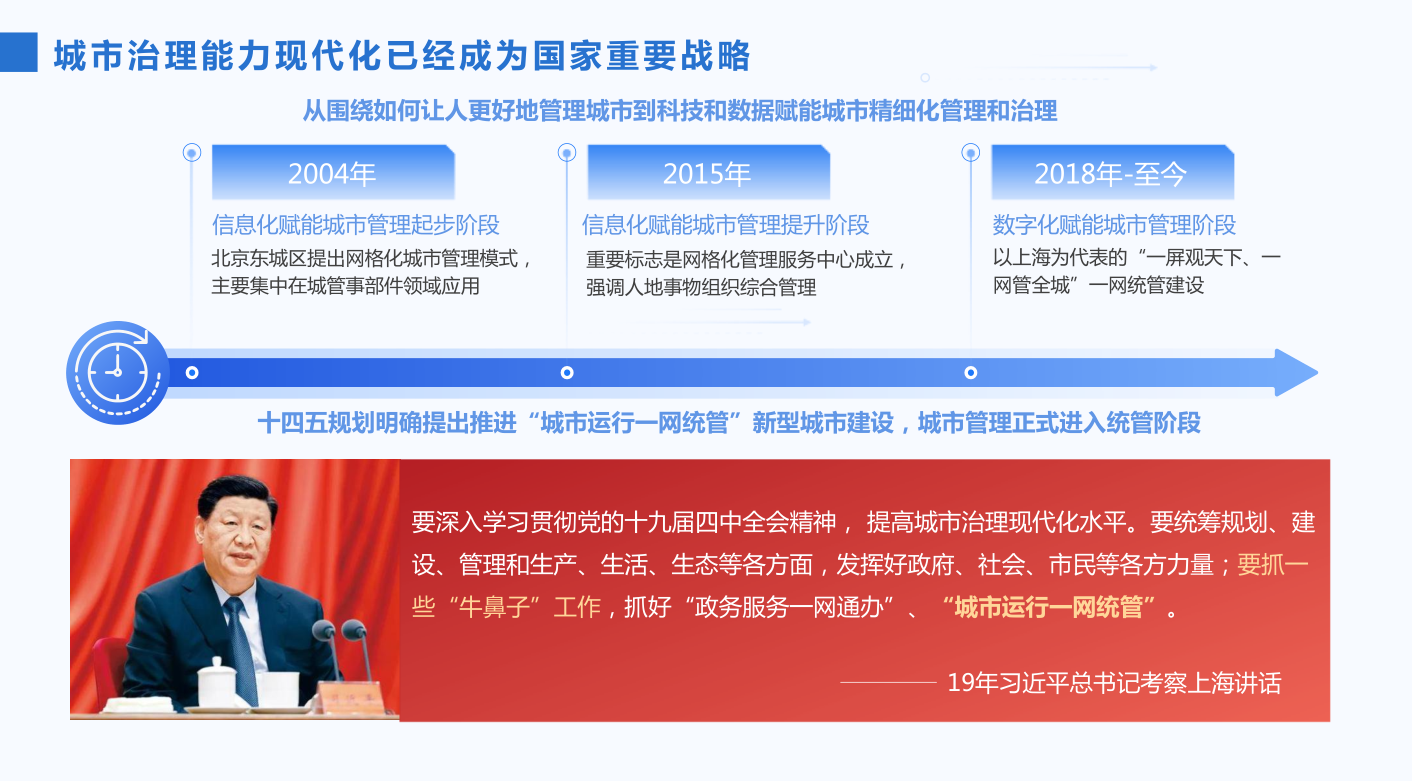 城市治理能力现代化已经成为国家重要战略
从围绕如何让人更好地管理城市到科技和数据赋能城市精细化管理和治理
2004年
信息化赋能城市管理起步阶段
北京东城区提出网格化城市管理模式，
主要集中在城管事部件领域应用
2015年
信息化赋能城市管理提升阶段
重要标志是网格化管理服务中心成立，
强调人地事物组织综合管理
2018年-至今
数字化赋能城市管理阶段
以上海为代表的“一屏观天下、一
网管全城”一网统管建设
十四五规划明确提出推进“城市运行一网统管”新型城市建设，城市管理正式进入统管阶段
要深入学习贯彻党的十九届四中全会精神， 提高城市治理现代化水平。要统筹规划、建
设、管理和生产、生活、生态等各方面，发挥好政府、社会、市民等各方力量；要抓一
些“牛鼻子”工作，抓好“政务服务一网通办”、“城市运行一网统管”。
19年习近平总书记考察上海讲话